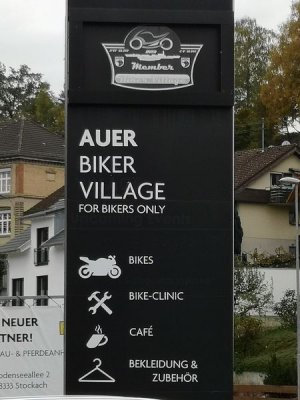 Member
AUER
BIKER
VILLAGE
FOR BIKERS ONLY
BIKES
BIKE-CLINIC
CAFÉ
BEKLEIDUNG &
ZUBEHÖR
NEUER
TNER!
AU- & PFERDEANH
odenseeallee 2
8333 Stockach